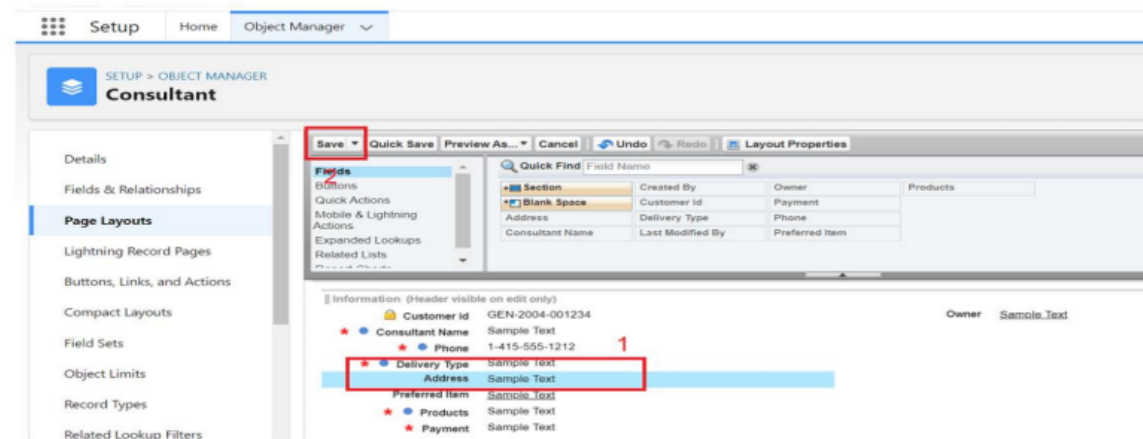 Setup Home Object Manager
SETUP > OBJECT MANAGER
Consultant
Details
Fields & Relationships
Page Layouts
Lightning Record Pages
Buttons, Links, and Actions
Compact Layouts
Field Sets
Object Limits
Record Types
Related Lookup Filters
Save Quick Save Preview As... Cancel Undo Redo Layout Properties
Fields
2
Buttons
Quick Actions
Mobile & Lightning
Actions
Expanded Lookups
Related Lists
Report Charts
Quick Find Field Name
Section Created By Owner Products
Blank Space Customer id Payment
Address Delivery Type Phone
Consultant Name Last Modified By Preferred Item
Information (Header visible on edit only)
Customer id GEN-2004-001234 Owner Sample Text
Consultant Name Sample Text
Phone 1-415-555-1212 1
Delivery Type Sample Text
Address Sample Text
Preferred Item Sample Text
Products Sample Text
Payment Sample Text